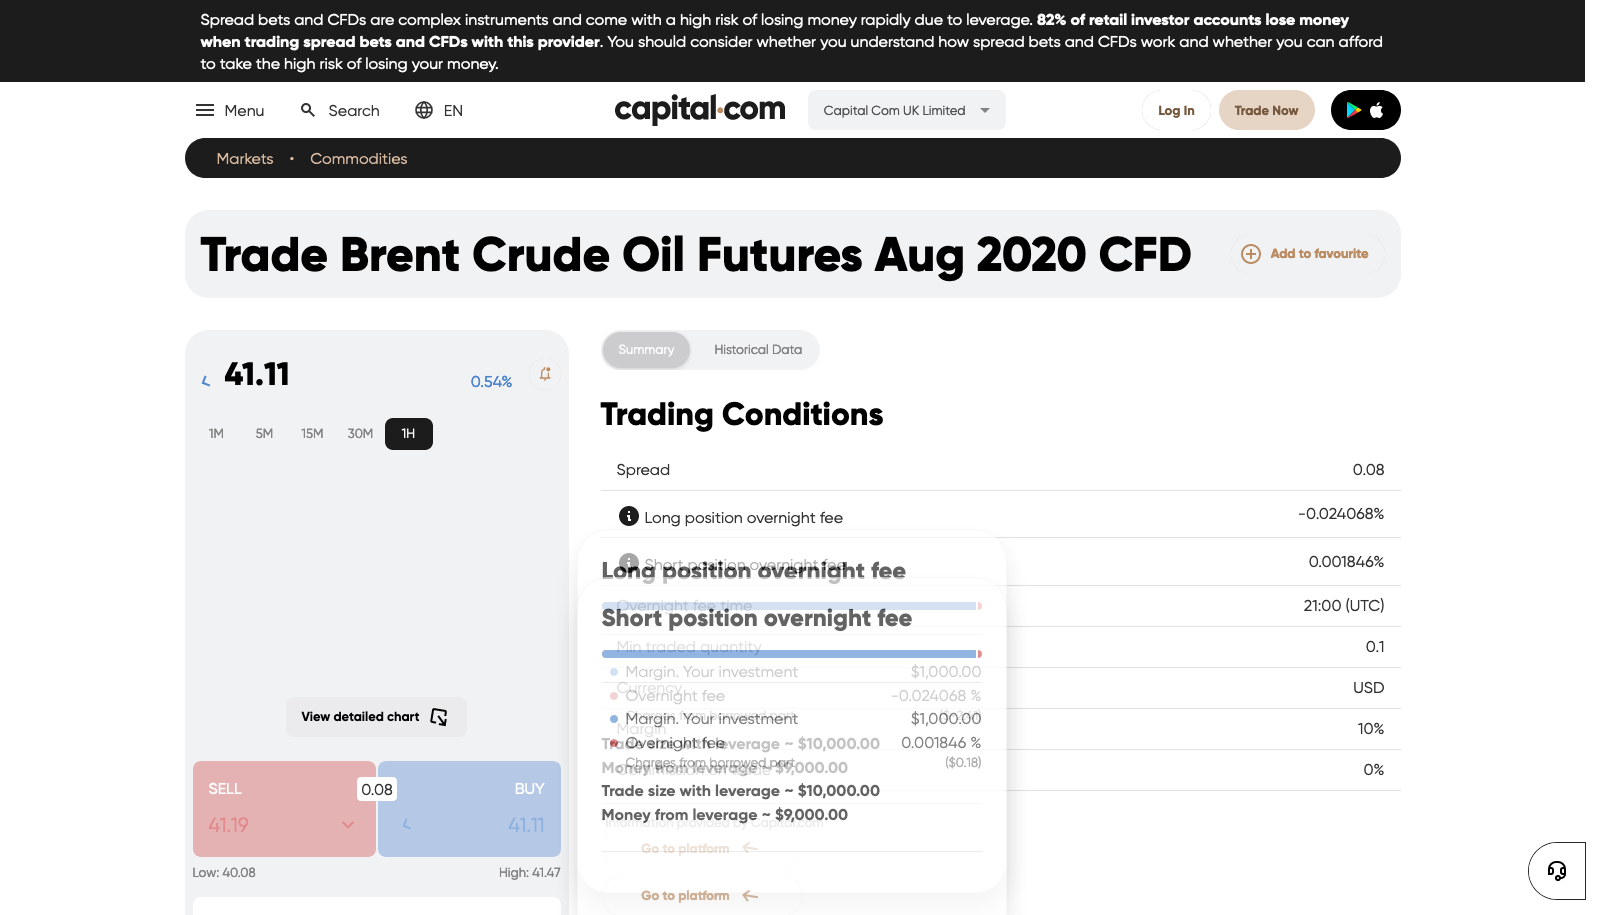 Spread bets and CFDs are complex instruments and come with a high risk of losing money rapidly due to leverage. 82% of retail investor accounts lose money
when trading spread bets and CFDs with this provider. You should consider whether you understand how spread bets and CFDs work and whether you can afford
to take the high risk of losing your money.
Menu Search EN capital.com Capital Com UK Limited Log In Trade Now
Markets • Commodities
Trade Brent Crude Oil Futures Aug 2020 CFD Add to favourite
41.11 0.54%
1M 5M 15M 30M 1H
View detailed chart
SELL 0.08 BUY
41.19 41.11
Low: 40.08 High: 41.47
Summary Historical Data
Trading Conditions
Spread 0.08
Long position overnight fee -0.024068%
Short position overnight fee 0.001846%
Overnight fee time 21:00 (UTC)
Min traded quantity 0.1
Currency USD
Margin 10%
0%
Long position overnight fee
Margin. Your investment $1,000.00
Overnight fee -0.024068 %
Trade size with leverage ~ $10,000.00
Money from leverage ~ $9,000.00
Go to platform
Short position overnight fee
Margin. Your investment $1,000.00
Overnight fee 0.001846 %
Charges from borrowed part ($0.18)
Trade size with leverage ~ $10,000.00
Money from leverage ~ $9,000.00
Information provided by Capital.com
Go to platform